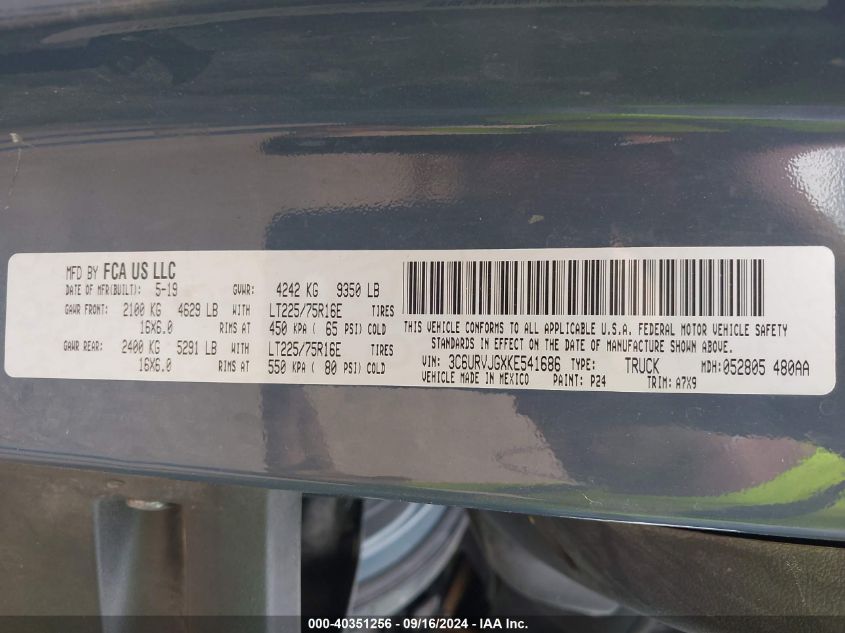 MFD BY FCA US LLC
DATE OF MFR(BUILT): 5-19 GVWR: 4242 KG 9350 LB
GAWR FRONT: 2100 KG 4629 LB WITH LT225/75R16E TIRES
16X6.0 RIMS AT 450 KPA ( 65 PSI) COLD
GAWR REAR: 2400 KG 5291 LB WITH LT225/75R16E TIRES
16X6.0 RIMS AT 550 KPA ( 80 PSI) COLD
THIS VEHICLE CONFORMS TO ALL APPLICABLE U.S.A. FEDERAL MOTOR VEHICLE SAFETY
STANDARDS IN EFFECT ON THE DATE OF MANUFACTURE SHOWN ABOVE.
VIN: 3C6URVJGXKE541686 TYPE: TRUCK MDH:052805 480AA
VEHICLE MADE IN MEXICO PAINT: P24 TRIM: A7X9
000-40351256 - 09/16/2024 - IAA Inc.